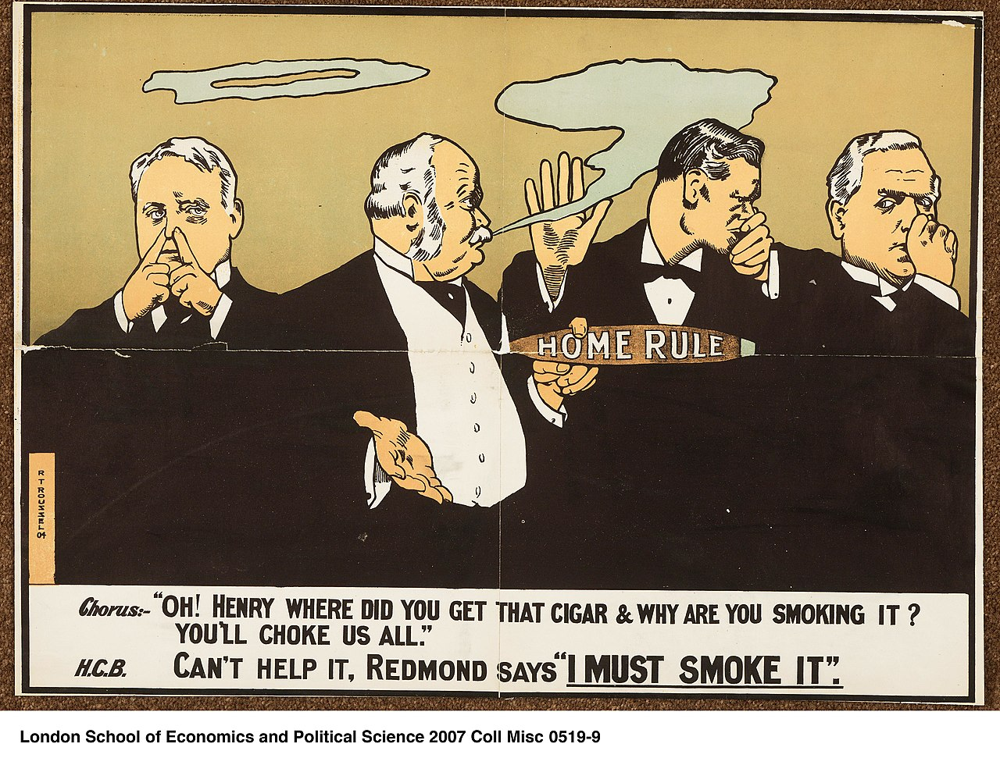 HOME RULE
R TROUSSEL 04
Chorus:- "OH! HENRY WHERE DID YOU GET THAT CIGAR & WHY ARE YOU SMOKING IT?
YOU'LL CHOKE US ALL."
H.C.B. CAN'T HELP IT, REDMOND SAYS "I MUST SMOKE IT".
London School of Economics and Political Science 2007 Coll Misc 0519-9